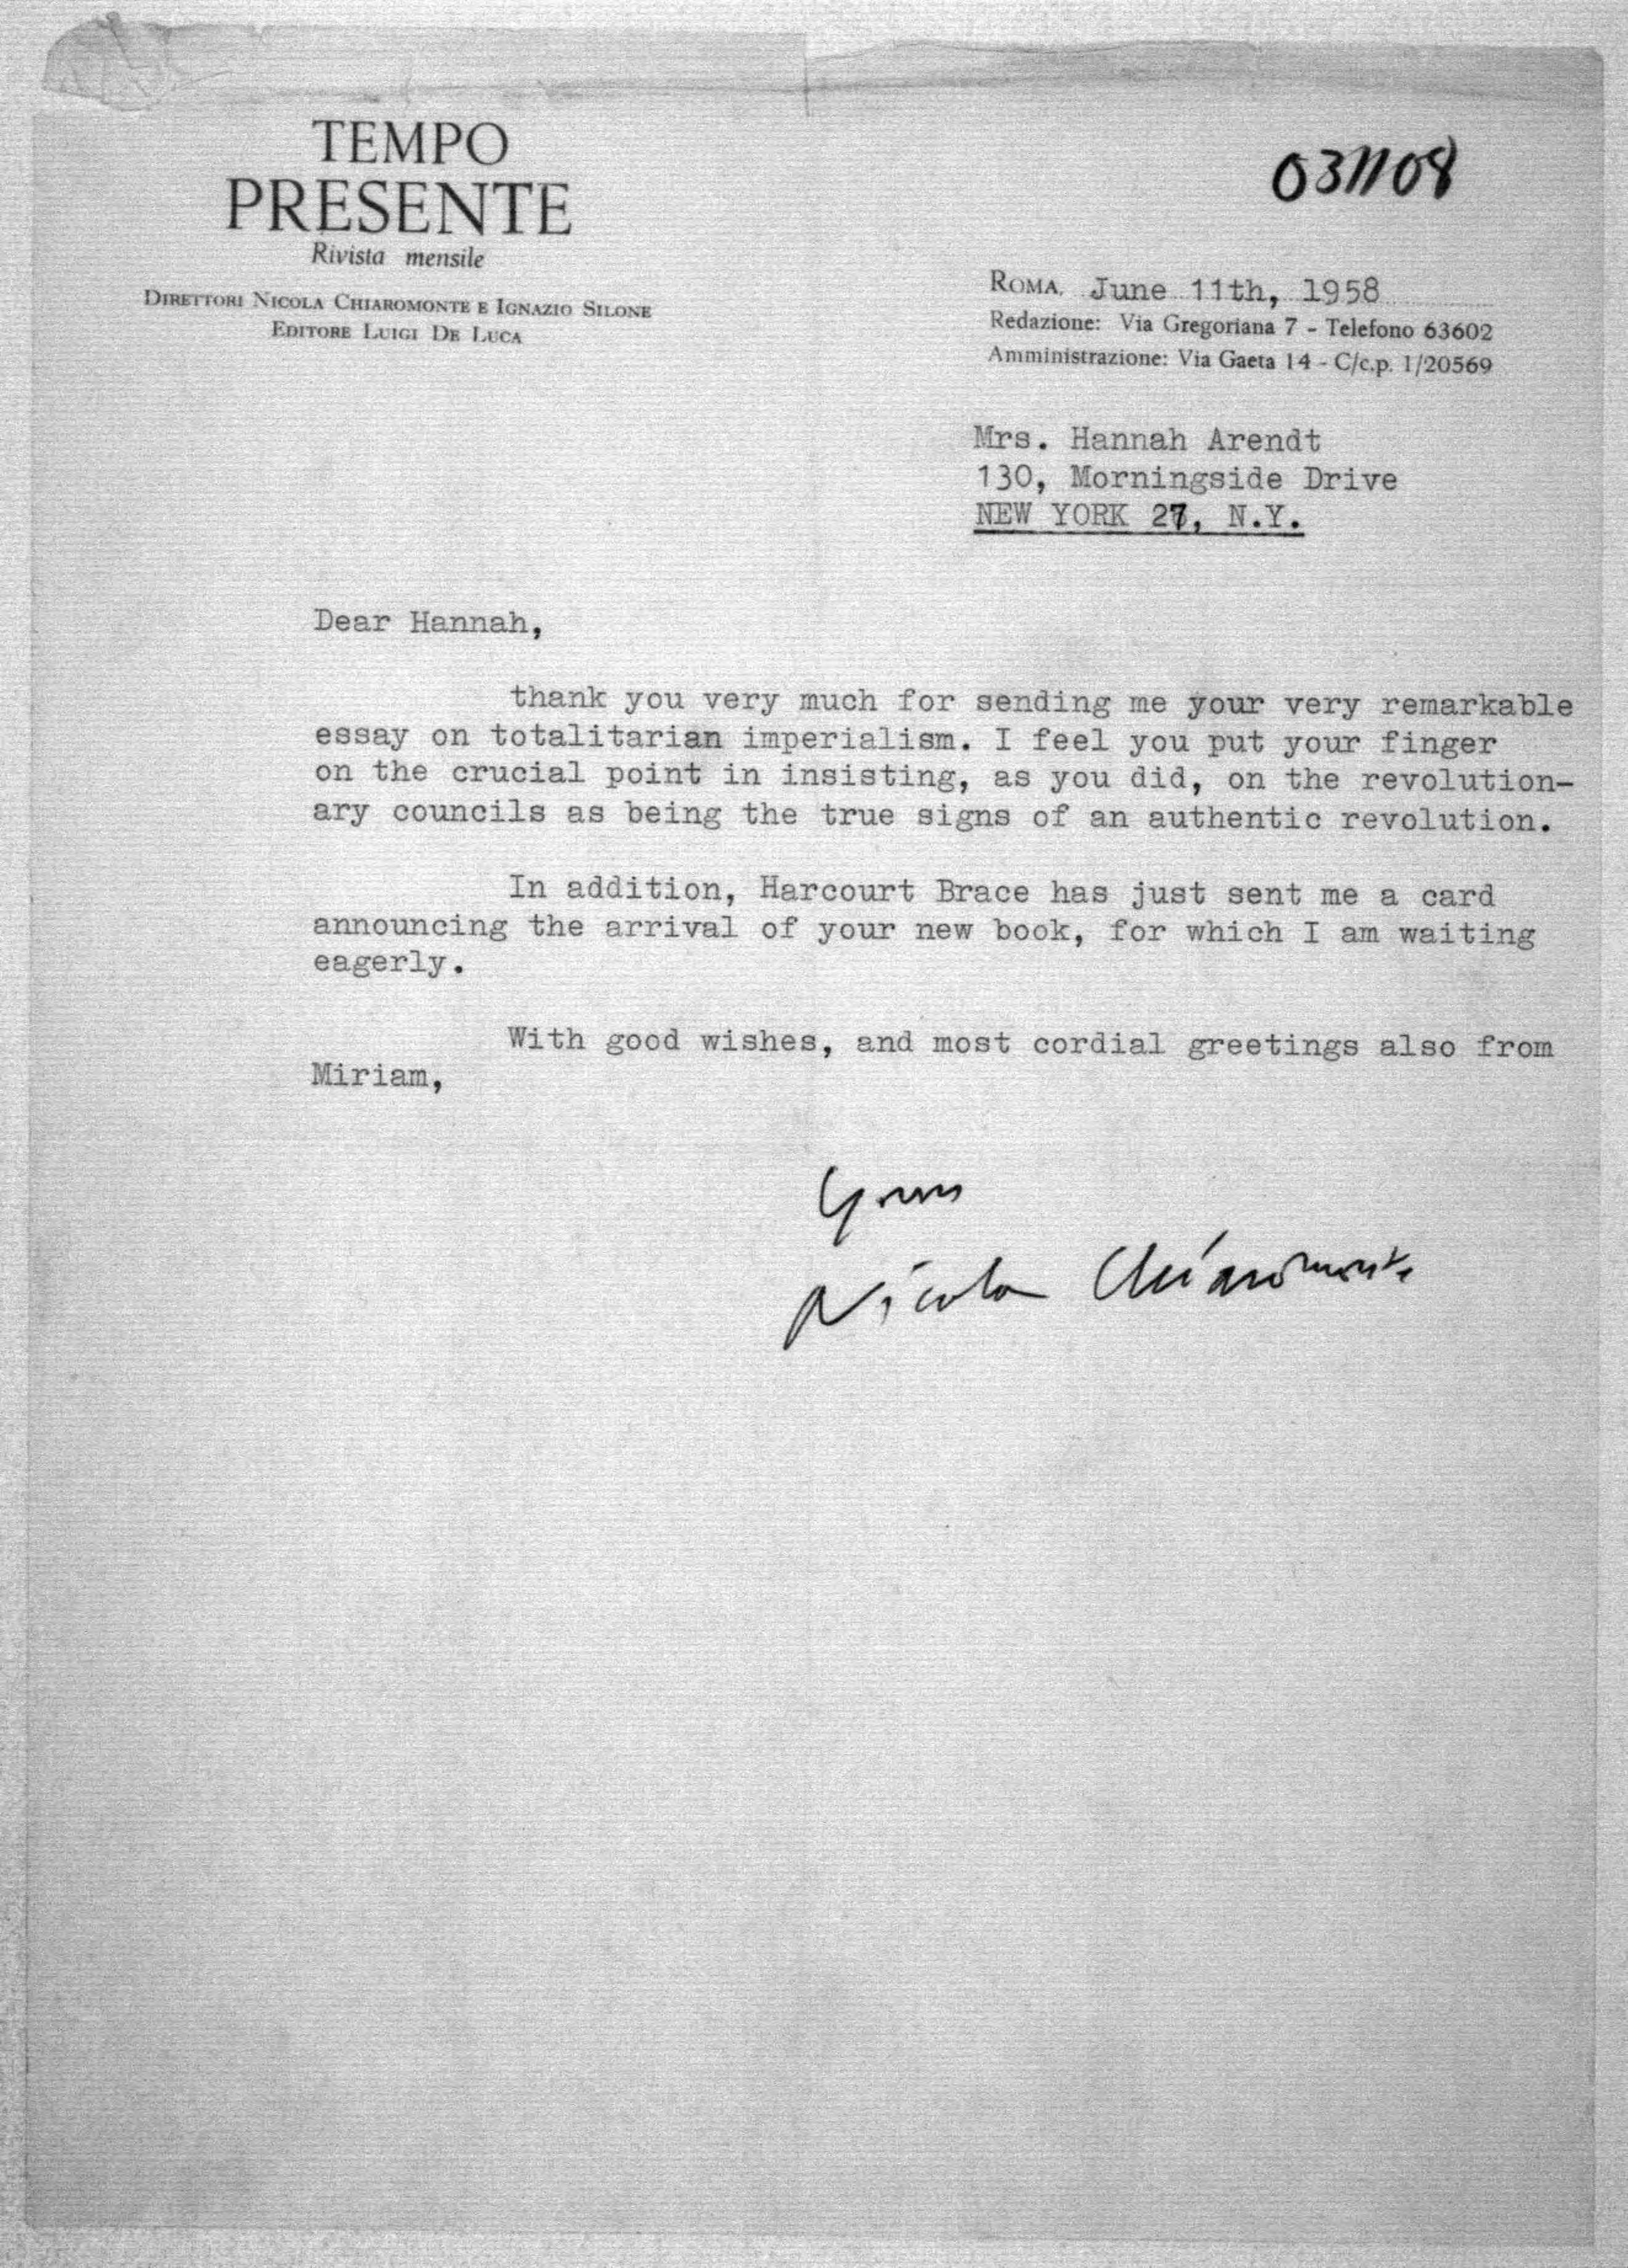 TEMPO
PRESENTE
Rivista mensile
DIRETTORI NICOLA CHIAROMONTE E IGNAZIO SILONE
EDITORE LUIGI DE LUCA
031108
ROMA, June 11th, 1958
Redazione: Via Gregoriana 7 - Telefono 63602
Amministrazione: Via Gaeta 14 - C/c.p. 1/20569
Mrs. Hannah Arendt
130, Morningside Drive
NEW YORK 27, N.Y.
Dear Hannah,
thank you very much for sending me your very remarkable
essay on totalitarian imperialism. I feel you put your finger
on the crucial point in insisting, as you did, on the revolution-
ary councils as being the true signs of an authentic revolution.
In addition, Harcourt Brace has just sent me a card
announcing the arrival of your new book, for which I am waiting
eagerly.
With good wishes, and most cordial greetings also from
Miriam,
Yours
Nicola Chiaromonte